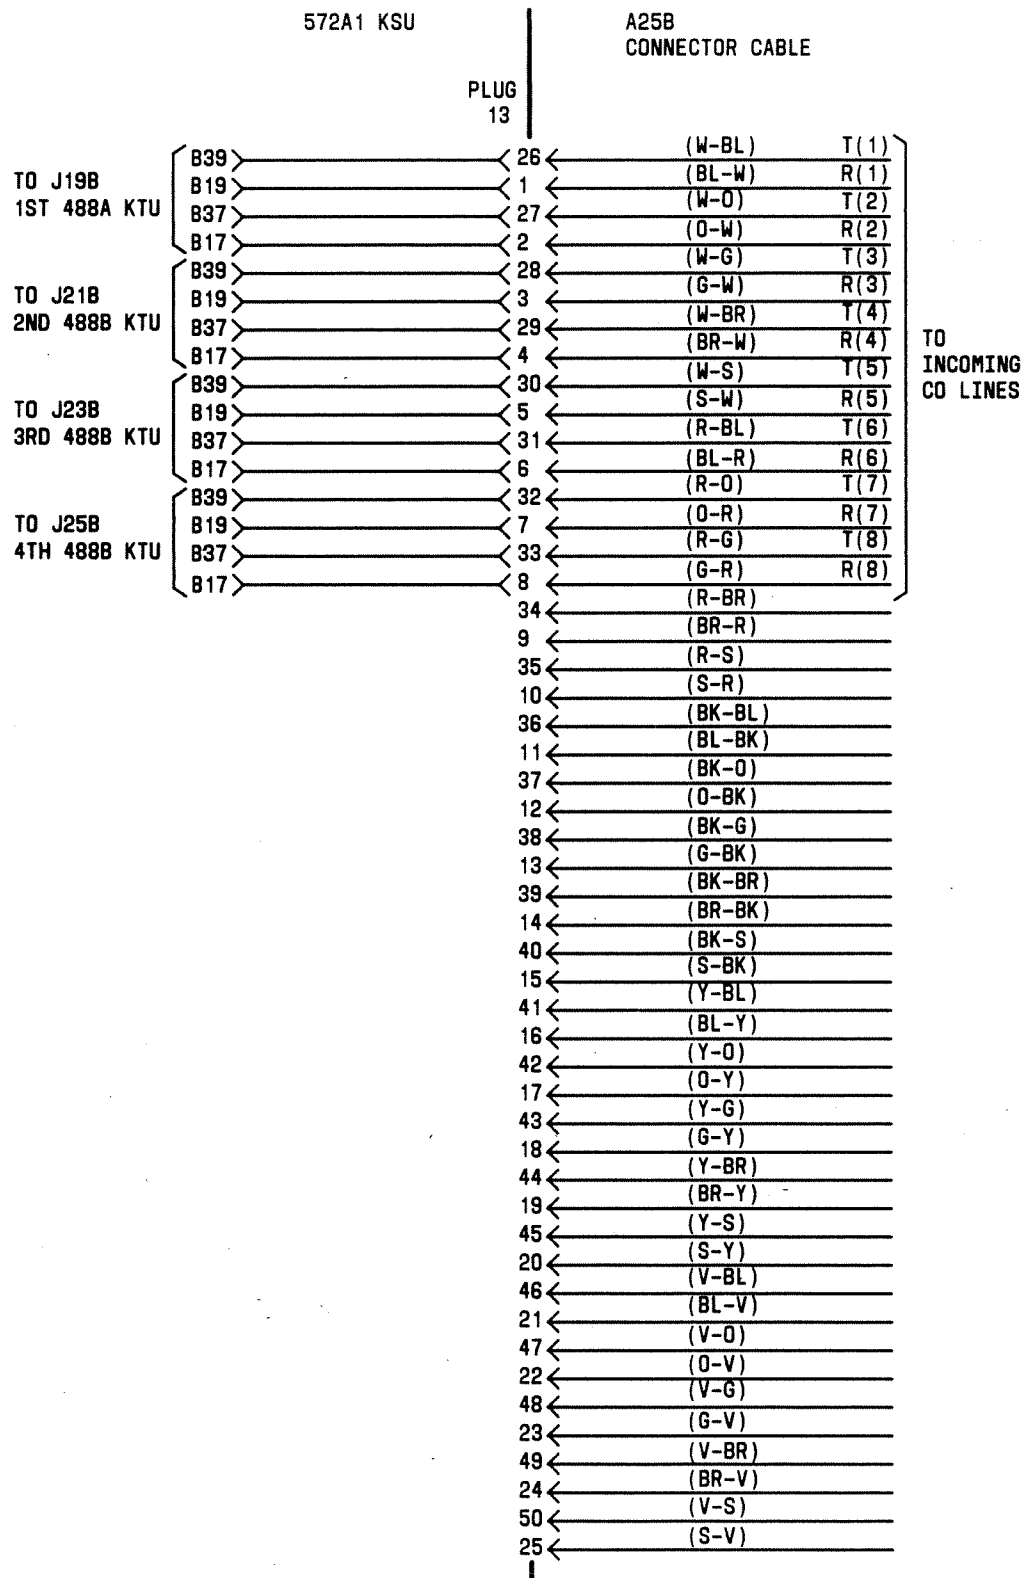 572A1 KSU
A25B
CONNECTOR CABLE
PLUG
13
TO J19B
1ST 488A KTU
B39 26 (W-BL) T(1)
B19 1 (BL-W) R(1)
B37 27 (W-O) T(2)
B17 2 (O-W) R(2)
TO J21B
2ND 488B KTU
B39 28 (W-G) T(3)
B19 3 (G-W) R(3)
B37 29 (W-BR) T(4)
B17 4 (BR-W) R(4)
TO J23B
3RD 488B KTU
B39 30 (W-S) T(5)
B19 5 (S-W) R(5)
B37 31 (R-BL) T(6)
B17 6 (BL-R) R(6)
TO J25B
4TH 488B KTU
B39 32 (R-O) T(7)
B19 7 (O-R) R(7)
B37 33 (R-G) T(8)
B17 8 (G-R) R(8)
TO
INCOMING
CO LINES
34 (R-BR)
9 (BR-R)
35 (R-S)
10 (S-R)
36 (BK-BL)
11 (BL-BK)
37 (BK-O)
12 (O-BK)
38 (BK-G)
13 (G-BK)
39 (BK-BR)
14 (BR-BK)
40 (BK-S)
15 (S-BK)
41 (Y-BL)
16 (BL-Y)
42 (Y-O)
17 (O-Y)
43 (Y-G)
18 (G-Y)
44 (Y-BR)
19 (BR-Y)
45 (Y-S)
20 (S-Y)
46 (V-BL)
21 (BL-V)
47 (V-O)
22 (O-V)
48 (V-G)
23 (G-V)
49 (V-BR)
24 (BR-V)
50 (V-S)
25 (S-V)